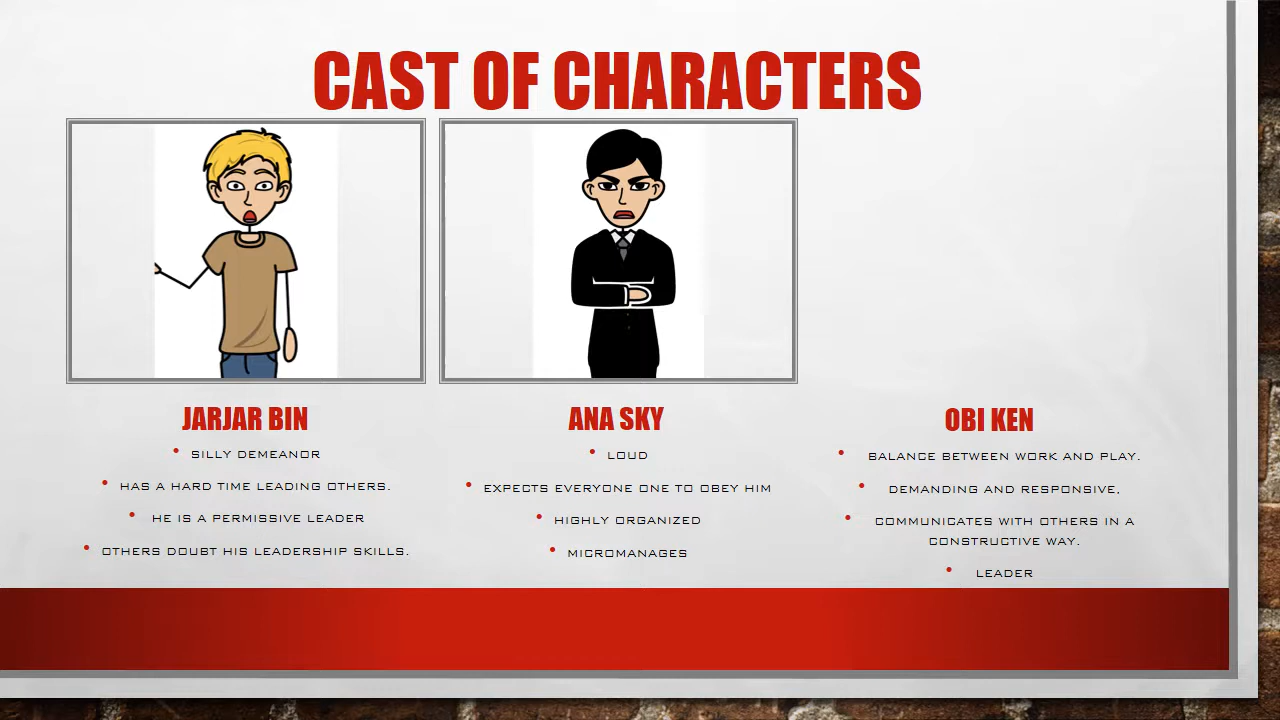 CAST OF CHARACTERS
JARJAR BIN
• SILLY DEMEANOR
• HAS A HARD TIME LEADING OTHERS.
• HE IS A PERMISSIVE LEADER
• OTHERS DOUBT HIS LEADERSHIP SKILLS.
ANA SKY
• LOUD
• EXPECTS EVERYONE ONE TO OBEY HIM
• HIGHLY ORGANIZED
• MICROMANAGES
OBI KEN
• BALANCE BETWEEN WORK AND PLAY.
• DEMANDING AND RESPONSIVE,
• COMMUNICATES WITH OTHERS IN A
CONSTRUCTIVE WAY.
• LEADER